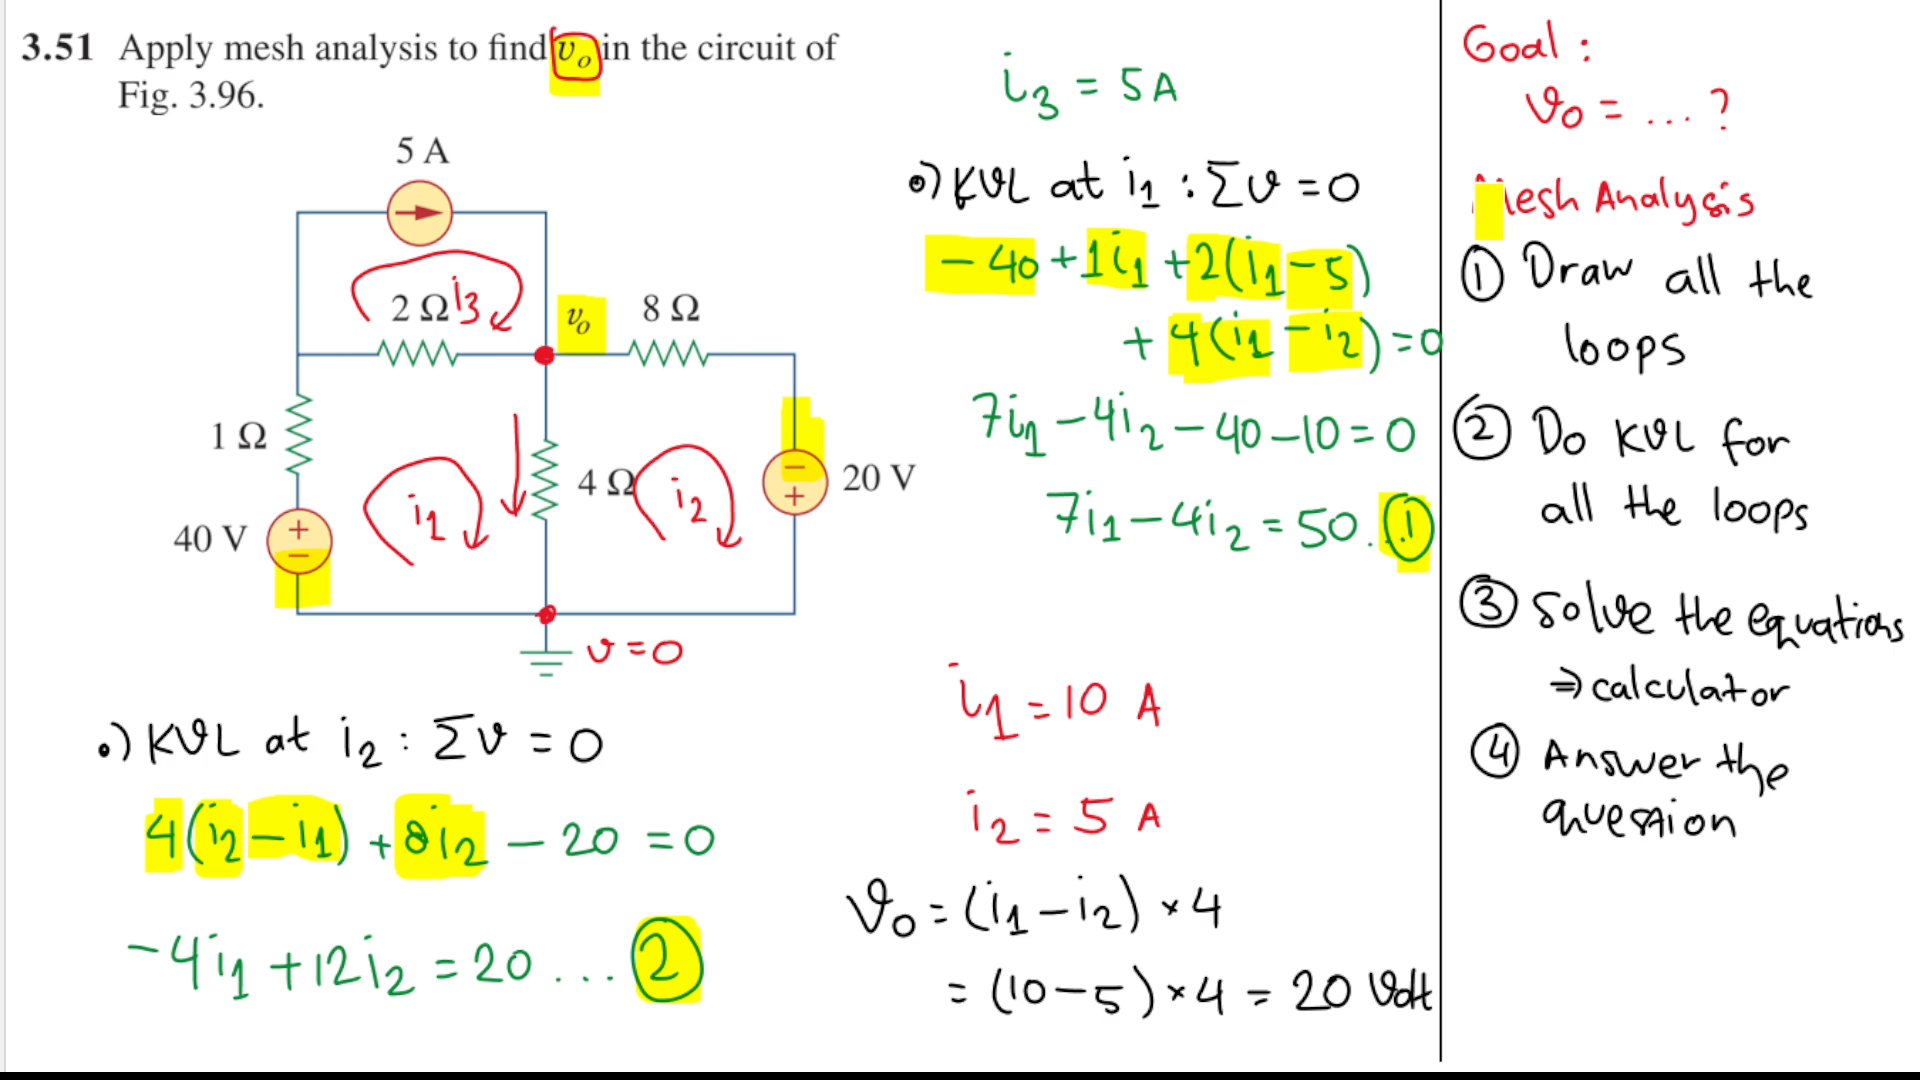 3.51 Apply mesh analysis to find v₀ in the circuit of
Fig. 3.96.
5 A
2 Ω i₃
v₀
8 Ω
1 Ω
i₁
4 Ω
i₂
− +
20 V
40 V
+ −
v = 0
•) KVL at i₂ : Σv = 0
4(i₂ − i₁) + 8i₂ − 20 = 0
-4i₁ + 12i₂ = 20 ... ②
i₃ = 5A
•) KVL at i₁ : Σv = 0
− 40 + 1i₁ + 2(i₁ − 5)
+ 4(i₁ − i₂) = 0
7i₁ − 4i₂ − 40 − 10 = 0
7i₁ − 4i₂ = 50 .. ①
i₁ = 10 A
i₂ = 5 A
v₀ = (i₁ − i₂) × 4
= (10 − 5) × 4 = 20 Volt
Goal :
v₀ = ... ?
Mesh Analysis
① Draw all the
loops
② Do KVL for
all the loops
③ Solve the equations
⇒ calculator
④ Answer the
question